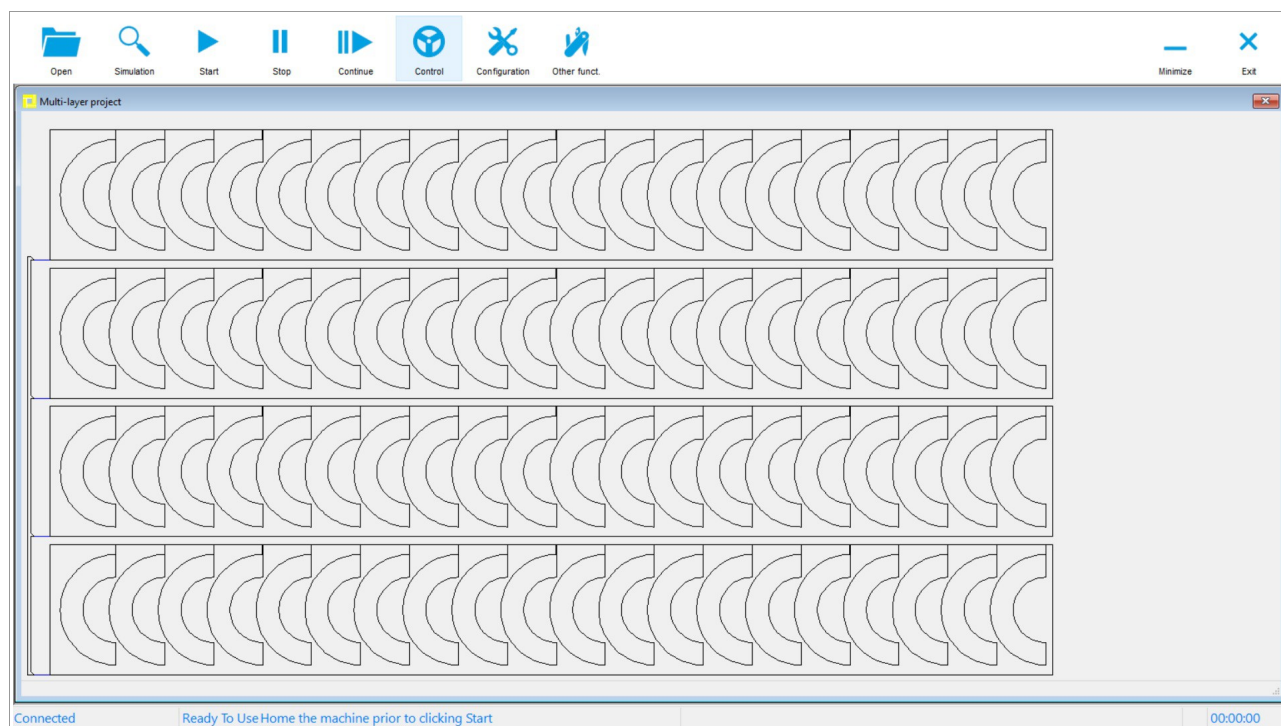 Open Simulation Start Stop Continue Control Configuration Other funct. Minimize Exit
Multi-layer project
Connected Ready To Use Home the machine prior to clicking Start 00:00:00